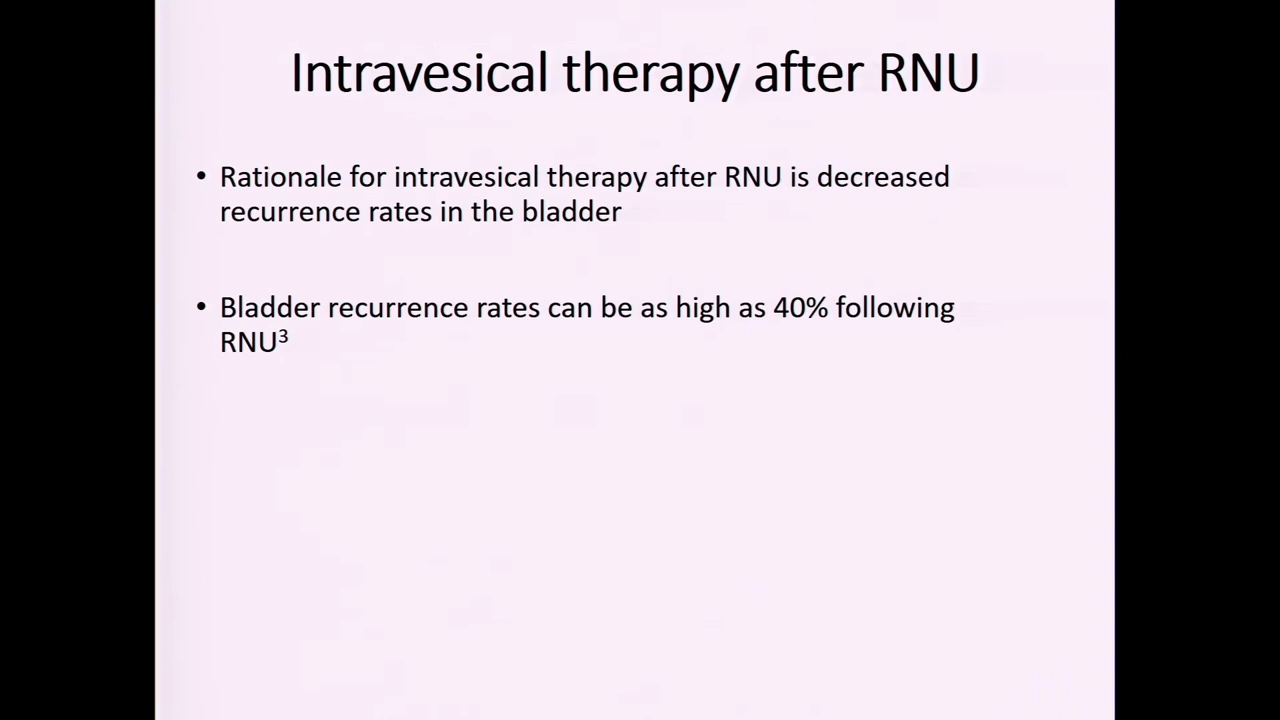 Intravesical therapy after RNU
• Rationale for intravesical therapy after RNU is decreased
recurrence rates in the bladder
• Bladder recurrence rates can be as high as 40% following
RNU³